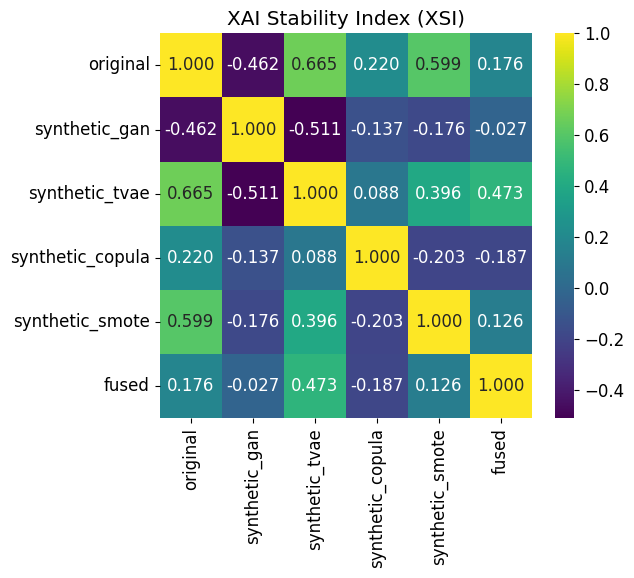 XAI Stability Index (XSI)
original 1.000 -0.462 0.665 0.220 0.599 0.176
synthetic_gan -0.462 1.000 -0.511 -0.137 -0.176 -0.027
synthetic_tvae 0.665 -0.511 1.000 0.088 0.396 0.473
synthetic_copula 0.220 -0.137 0.088 1.000 -0.203 -0.187
synthetic_smote 0.599 -0.176 0.396 -0.203 1.000 0.126
fused 0.176 -0.027 0.473 -0.187 0.126 1.000
original
synthetic_gan
synthetic_tvae
synthetic_copula
synthetic_smote
fused
1.0
0.8
0.6
0.4
0.2
0.0
−0.2
−0.4